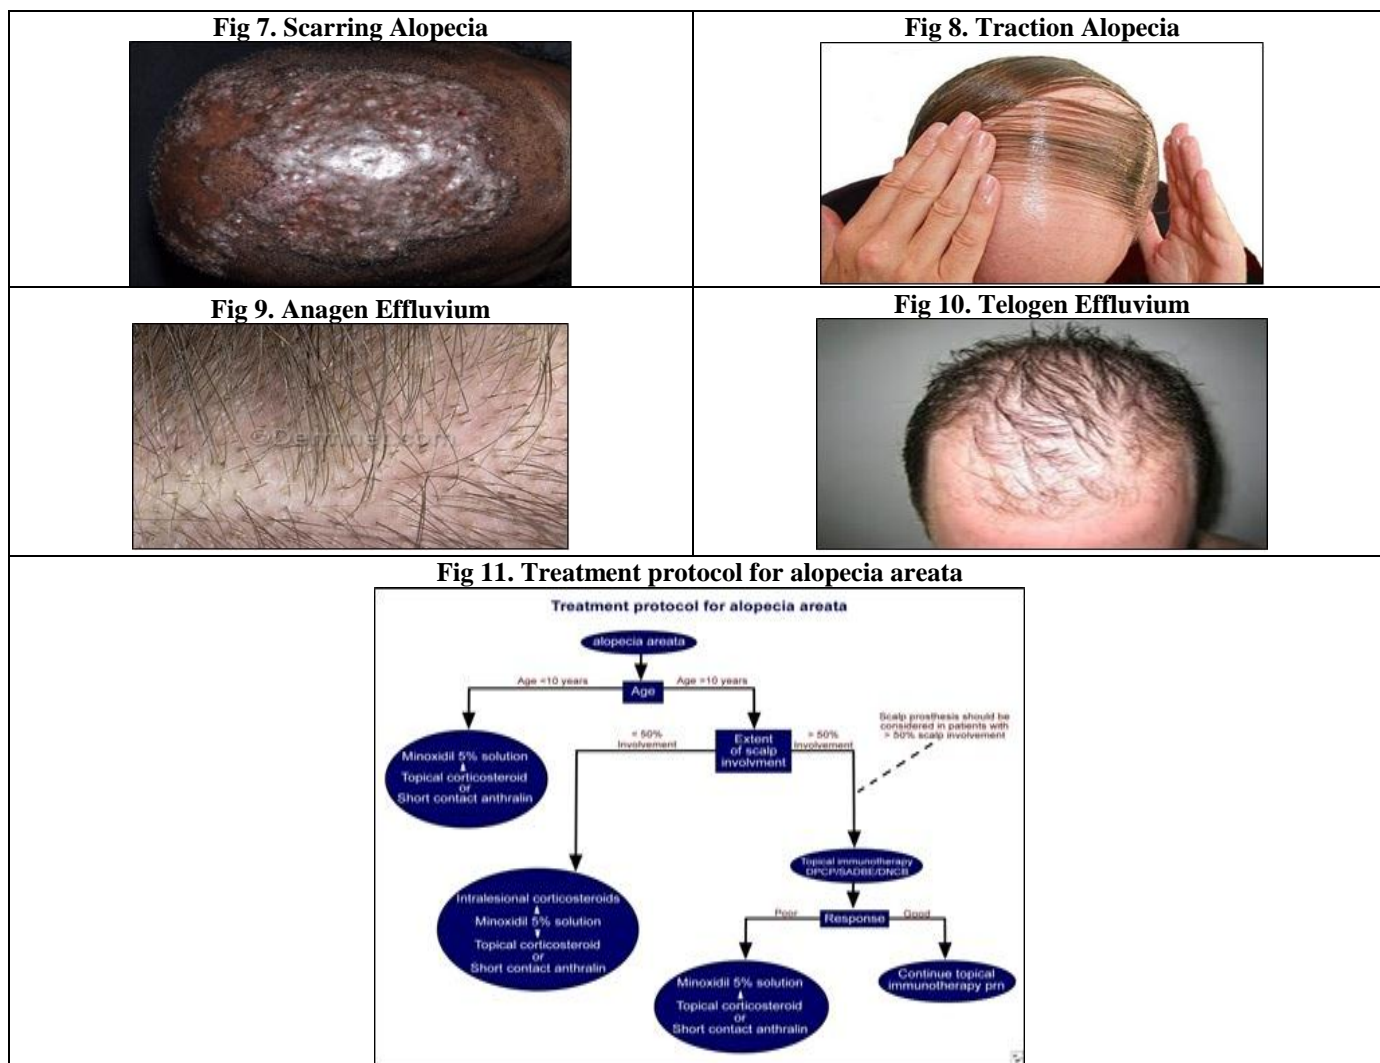 Fig 7. Scarring Alopecia
Fig 8. Traction Alopecia
Fig 9. Anagen Effluvium
©Dermnet.com
Fig 10. Telogen Effluvium
Fig 11. Treatment protocol for alopecia areata
Treatment protocol for alopecia areata
alopecia areata
Age
Age <10 years
Age >10 years
Minoxidil 5% solution
Topical corticosteroid
or
Short contact anthralin
Extent
of scalp
involvment
< 50%
Involvement
> 50%
Involvement
Scalp prosthesis should be
considered in patients with
> 50% scalp involvement
Intralesional corticosteroids
Minoxidil 5% solution
Topical corticosteroid
or
Short contact anthralin
Topical immunotherapy
DPCP/SADBE/DNCB
Response
Poor
Good
Minoxidil 5% solution
Topical corticosteroid
or
Short contact anthralin
Continue topical
immunotherapy prn